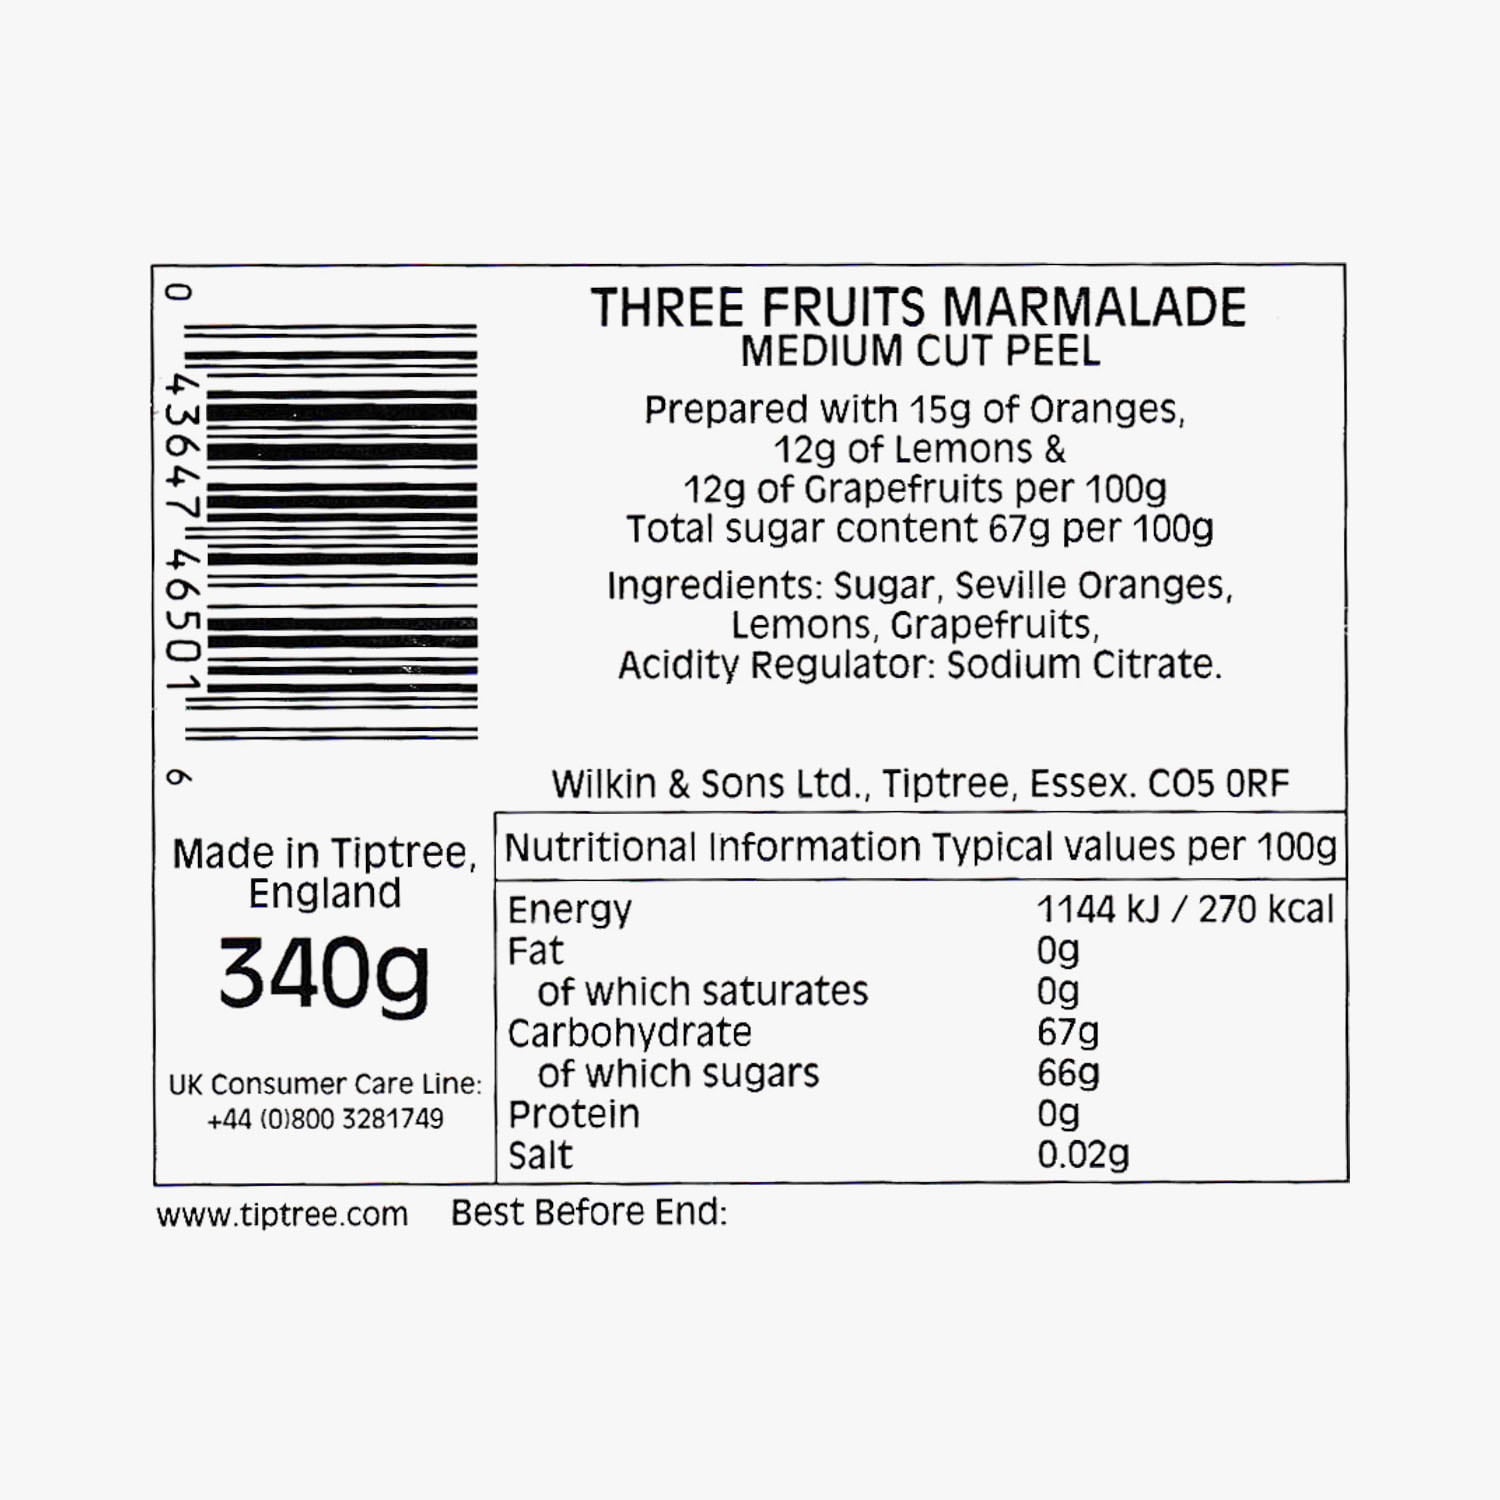 0 43647 46501 6
THREE FRUITS MARMALADE
MEDIUM CUT PEEL
Prepared with 15g of Oranges,
12g of Lemons &
12g of Grapefruits per 100g
Total sugar content 67g per 100g
Ingredients: Sugar, Seville Oranges,
Lemons, Grapefruits,
Acidity Regulator: Sodium Citrate.
Wilkin & Sons Ltd., Tiptree, Essex. CO5 0RF
Made in Tiptree,
England
340g
UK Consumer Care Line:
+44 (0)800 3281749
Nutritional Information Typical values per 100g
Energy 1144 kJ / 270 kcal
Fat 0g
of which saturates 0g
Carbohydrate 67g
of which sugars 66g
Protein 0g
Salt 0.02g
www.tiptree.com Best Before End: